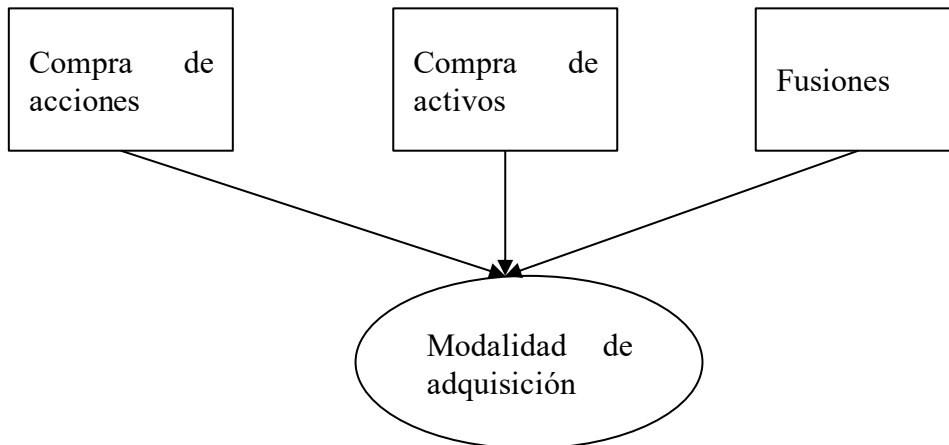 Compra de
acciones
Compra de
activos
Fusiones
Modalidad de
adquisición